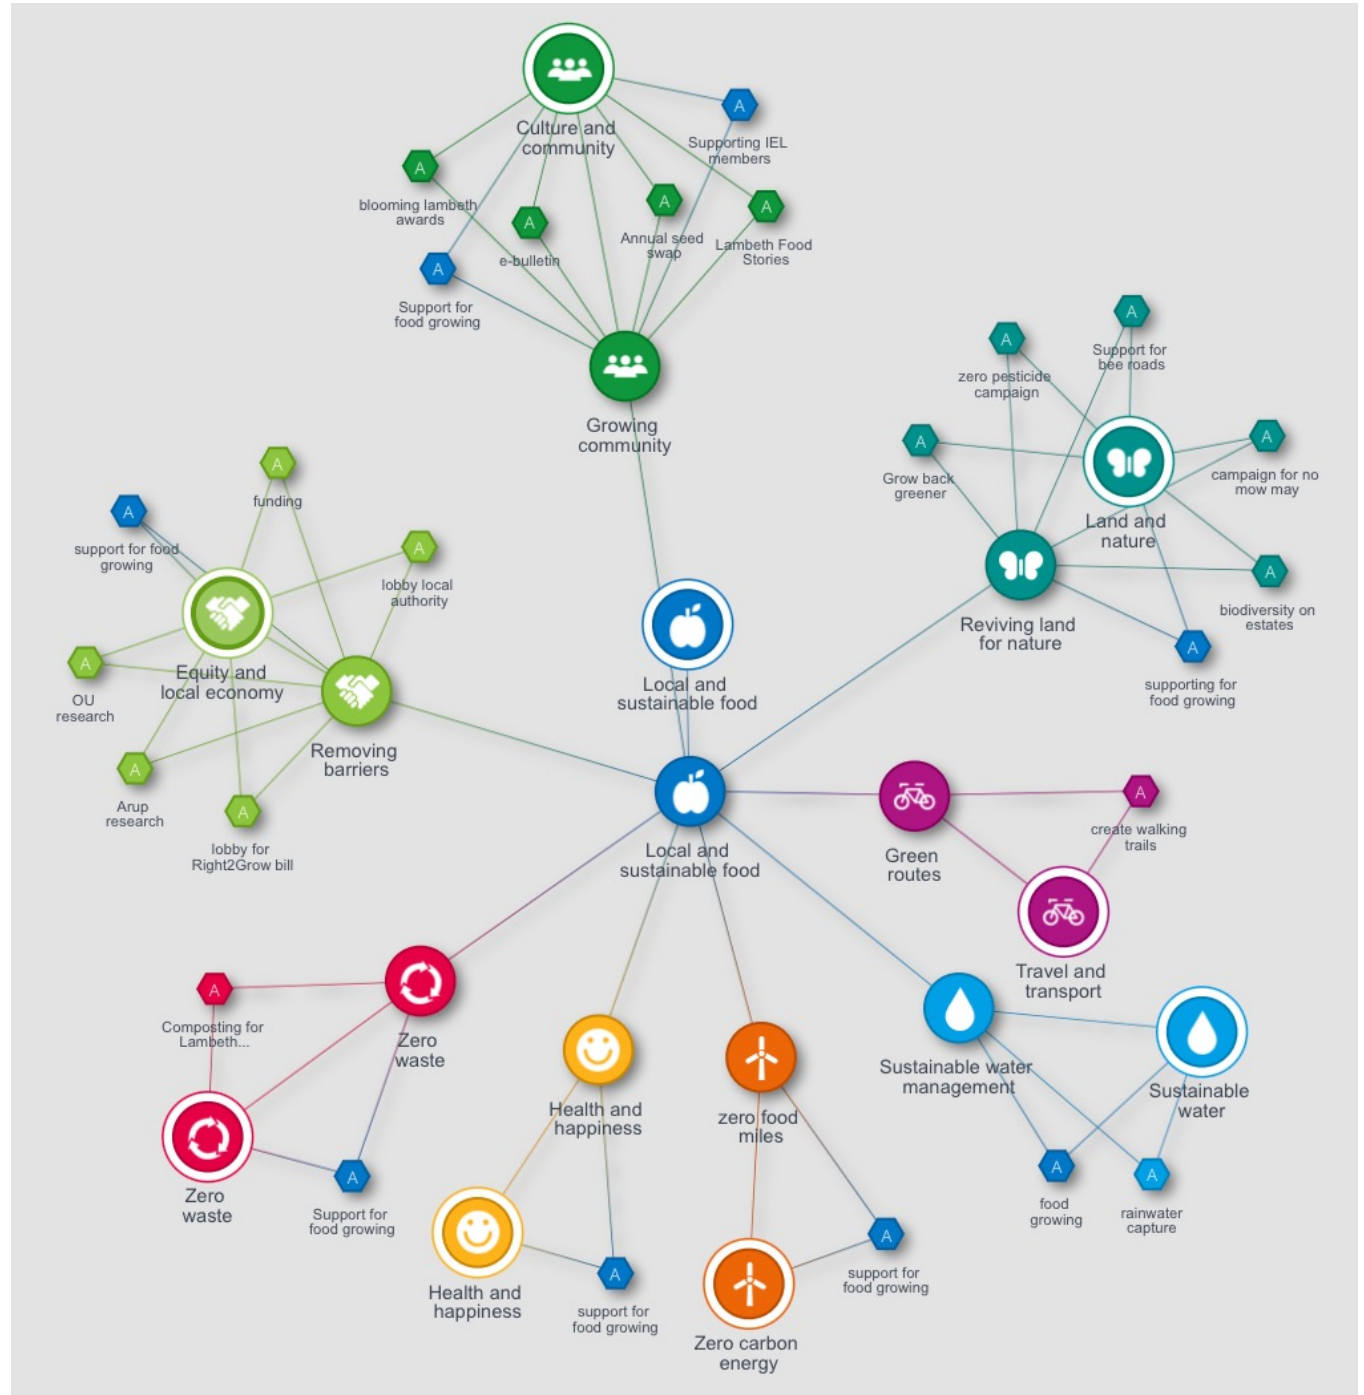 Culture and
community
A
Supporting IEL
members
A
blooming lambeth
awards
A
e-bulletin
A
Annual seed
swap
A
Lambeth Food
Stories
A
Support for
food growing
Growing
community
A
Support for
bee roads
A
zero pesticide
campaign
A
Grow back
greener
A
campaign for no
mow may
Land and
nature
A
biodiversity on
estates
Reviving land
for nature
A
supporting for
food growing
A
funding
A
support for food
growing
A
lobby local
authority
Equity and
local economy
A
OU
research
Removing
barriers
A
Arup
research
A
lobby for
Right2Grow bill
Local and
sustainable food
Local and
sustainable food
Green
routes
A
create walking
trails
Travel and
transport
A
Composting for
Lambeth...
Zero
waste
Zero
waste
A
Support for
food growing
Health and
happiness
Health and
happiness
A
support for
food growing
zero food
miles
A
support for
food growing
Zero carbon
energy
Sustainable water
management
Sustainable
water
A
food
growing
A
rainwater
capture